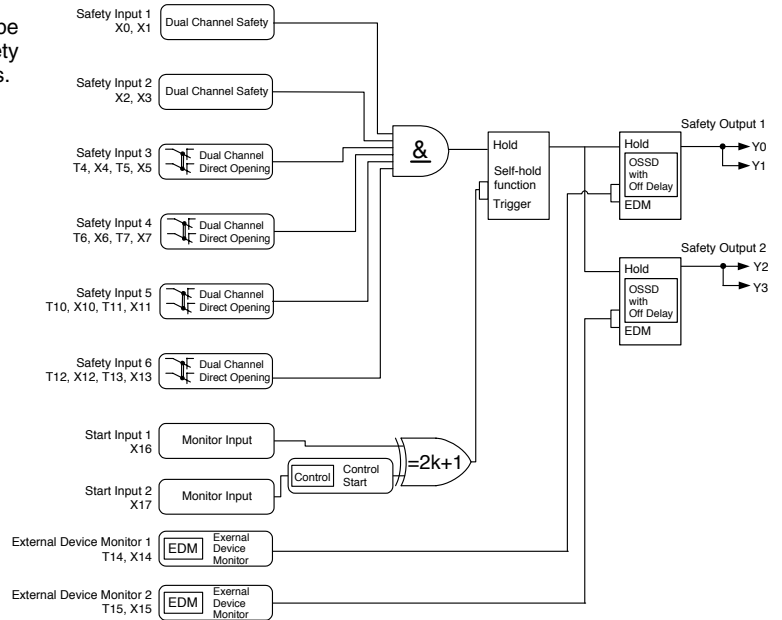 be
ety
s.
Safety Input 1
X0, X1
Dual Channel Safety
Safety Input 2
X2, X3
Dual Channel Safety
Safety Input 3
T4, X4, T5, X5
Dual Channel
Direct Opening
Safety Input 4
T6, X6, T7, X7
Dual Channel
Direct Opening
Safety Input 5
T10, X10, T11, X11
Dual Channel
Direct Opening
Safety Input 6
T12, X12, T13, X13
Dual Channel
Direct Opening
Start Input 1
X16
Monitor Input
Start Input 2
X17
Monitor Input
Control
Control
Start
External Device Monitor 1
T14, X14
EDM
Exernal
Device
Monitor
External Device Monitor 2
T15, X15
EDM
Exernal
Device
Monitor
&
=2k+1
Hold
Self-hold
function
Trigger
Safety Output 1
Hold
OSSD
with
Off Delay
EDM
Y0
Y1
Safety Output 2
Hold
OSSD
with
Off Delay
EDM
Y2
Y3